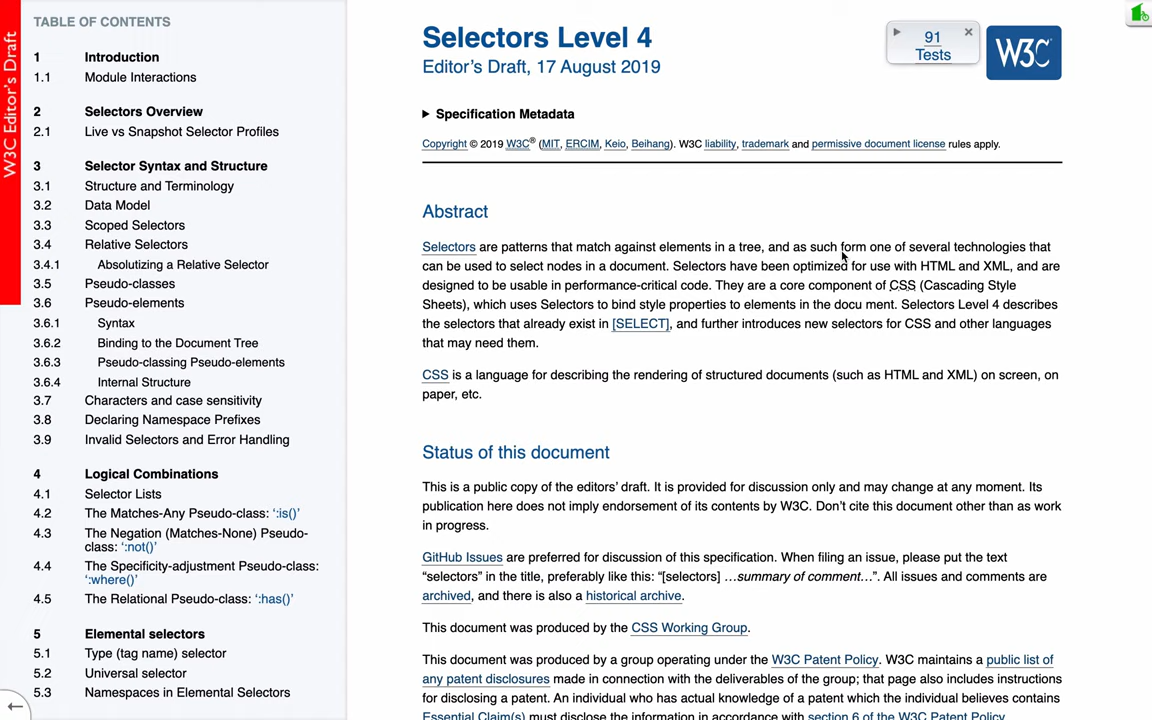 W3C Editor's Draft
TABLE OF CONTENTS
1 Introduction
1.1 Module Interactions
2 Selectors Overview
2.1 Live vs Snapshot Selector Profiles
3 Selector Syntax and Structure
3.1 Structure and Terminology
3.2 Data Model
3.3 Scoped Selectors
3.4 Relative Selectors
3.4.1 Absolutizing a Relative Selector
3.5 Pseudo-classes
3.6 Pseudo-elements
3.6.1 Syntax
3.6.2 Binding to the Document Tree
3.6.3 Pseudo-classing Pseudo-elements
3.6.4 Internal Structure
3.7 Characters and case sensitivity
3.8 Declaring Namespace Prefixes
3.9 Invalid Selectors and Error Handling
4 Logical Combinations
4.1 Selector Lists
4.2 The Matches-Any Pseudo-class: ':is()'
4.3 The Negation (Matches-None) Pseudo-
class: ':not()'
4.4 The Specificity-adjustment Pseudo-class:
':where()'
4.5 The Relational Pseudo-class: ':has()'
5 Elemental selectors
5.1 Type (tag name) selector
5.2 Universal selector
5.3 Namespaces in Elemental Selectors
Selectors Level 4
Editor's Draft, 17 August 2019
91
Tests
W3C
Specification Metadata
Copyright © 2019 W3C® (MIT, ERCIM, Keio, Beihang). W3C liability, trademark and permissive document license rules apply.
Abstract
Selectors are patterns that match against elements in a tree, and as such form one of several technologies that
can be used to select nodes in a document. Selectors have been optimized for use with HTML and XML, and are
designed to be usable in performance-critical code. They are a core component of CSS (Cascading Style
Sheets), which uses Selectors to bind style properties to elements in the docu ment. Selectors Level 4 describes
the selectors that already exist in [SELECT], and further introduces new selectors for CSS and other languages
that may need them.
CSS is a language for describing the rendering of structured documents (such as HTML and XML) on screen, on
paper, etc.
Status of this document
This is a public copy of the editors' draft. It is provided for discussion only and may change at any moment. Its
publication here does not imply endorsement of its contents by W3C. Don't cite this document other than as work
in progress.
GitHub Issues are preferred for discussion of this specification. When filing an issue, please put the text
“selectors” in the title, preferably like this: “[selectors] …summary of comment…”. All issues and comments are
archived, and there is also a historical archive.
This document was produced by the CSS Working Group.
This document was produced by a group operating under the W3C Patent Policy. W3C maintains a public list of
any patent disclosures made in connection with the deliverables of the group; that page also includes instructions
for disclosing a patent. An individual who has actual knowledge of a patent which the individual believes contains
Essential Claim(s) must disclose the information in accordance with section 6 of the W3C Patent Policy.